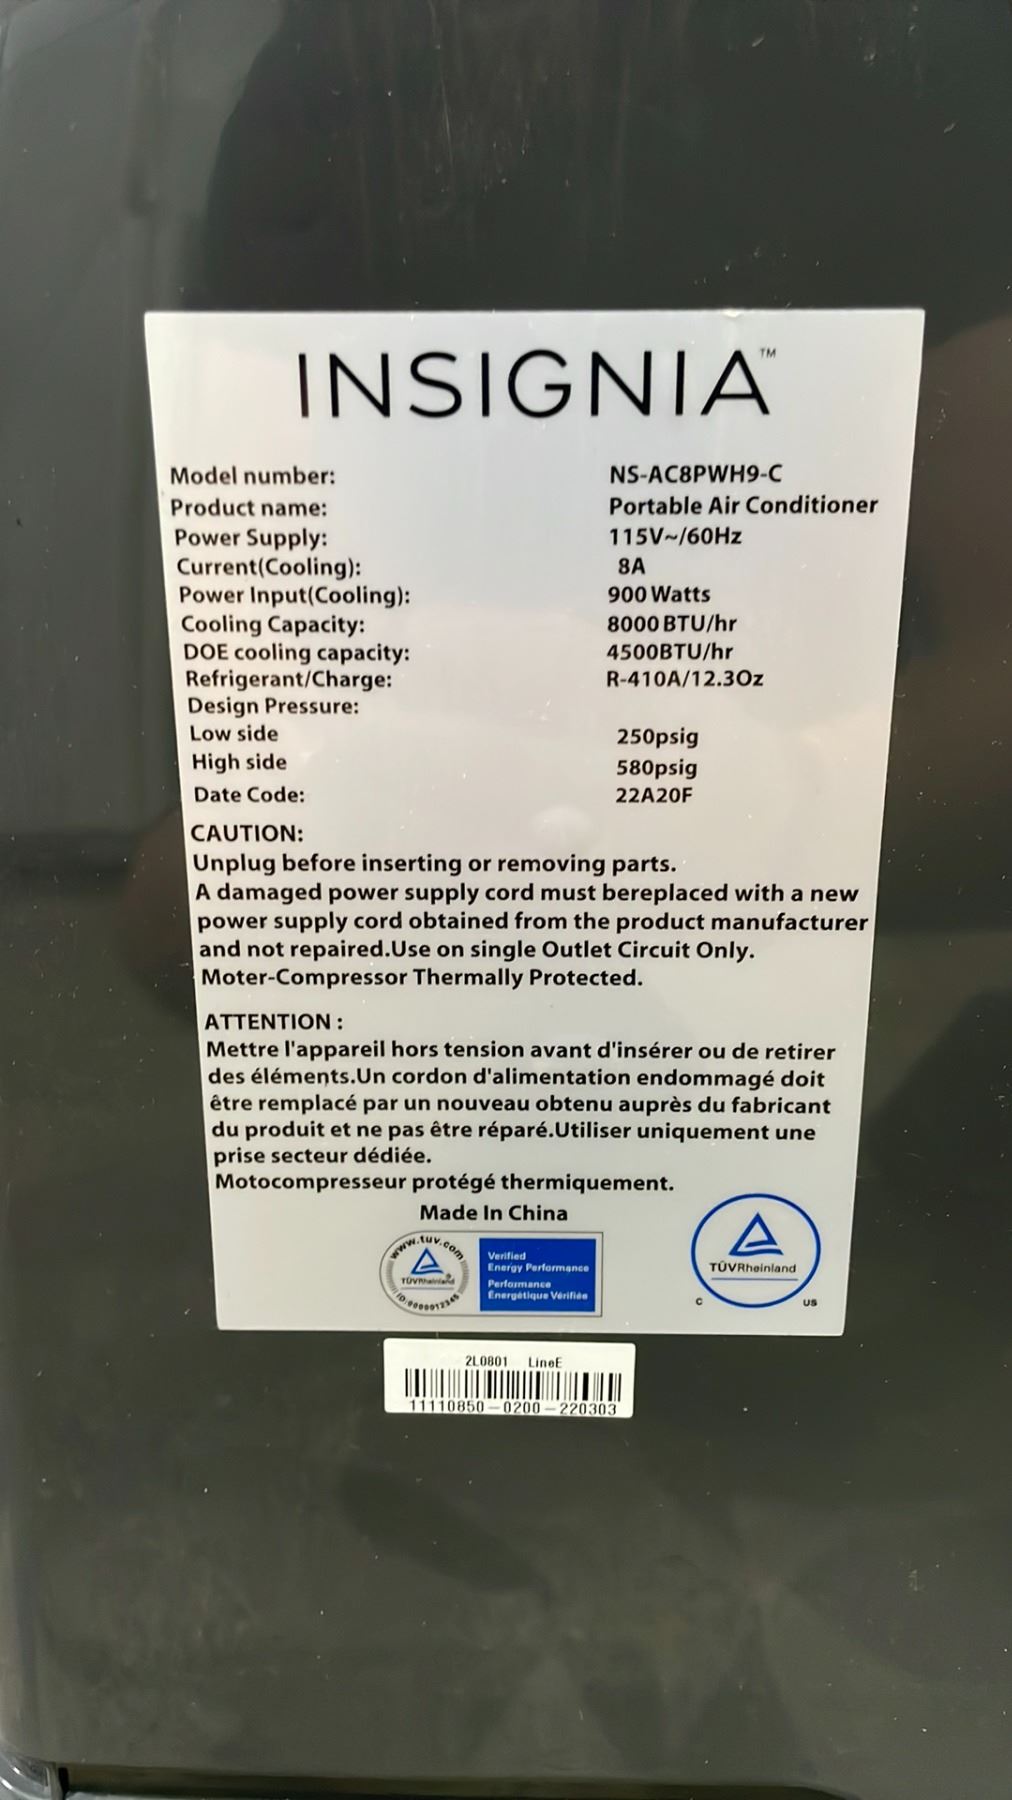 INSIGNIA™
Model number: NS-AC8PWH9-C
Product name: Portable Air Conditioner
Power Supply: 115V~/60Hz
Current(Cooling): 8A
Power Input(Cooling): 900 Watts
Cooling Capacity: 8000 BTU/hr
DOE cooling capacity: 4500BTU/hr
Refrigerant/Charge: R-410A/12.3Oz
Design Pressure:
Low side 250psig
High side 580psig
Date Code: 22A20F
CAUTION:
Unplug before inserting or removing parts.
A damaged power supply cord must bereplaced with a new
power supply cord obtained from the product manufacturer
and not repaired.Use on single Outlet Circuit Only.
Moter-Compressor Thermally Protected.
ATTENTION :
Mettre l'appareil hors tension avant d'insérer ou de retirer
des éléments.Un cordon d'alimentation endommagé doit
être remplacé par un nouveau obtenu auprès du fabricant
du produit et ne pas être réparé.Utiliser uniquement une
prise secteur dédiée.
Motocompresseur protégé thermiquement.
Made In China
www.tuv.com
TÜVRheinland
ID:0000012345
Verified
Energy Performance
Performance
Énergétique Vérifiée
TÜVRheinland
C US
2L0801 LineE
11110850-0200-220303